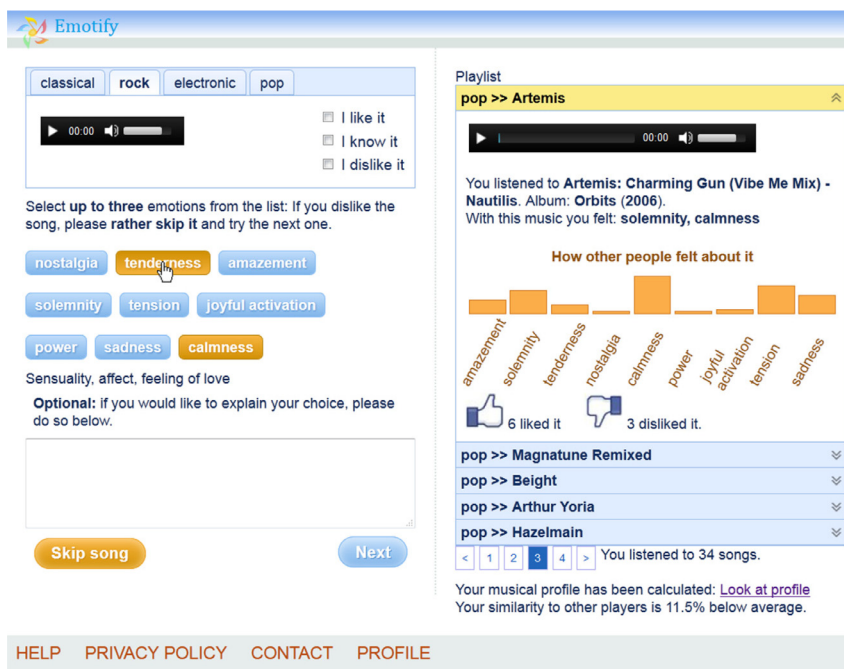 Emotify
classical rock electronic pop
00:00
I like it
I know it
I dislike it
Select up to three emotions from the list: If you dislike the
song, please rather skip it and try the next one.
nostalgia tenderness amazement
solemnity tension joyful activation
power sadness calmness
Sensuality, affect, feeling of love
Optional: if you would like to explain your choice, please
do so below.
Skip song Next
Playlist
pop >> Artemis
00:00
You listened to Artemis: Charming Gun (Vibe Me Mix) -
Nautilis. Album: Orbits (2006).
With this music you felt: solemnity, calmness
How other people felt about it
amazement
solemnity
tenderness
nostalgia
calmness
power
joyful
activation
tension
sadness
6 liked it 3 disliked it.
pop >> Magnatune Remixed
pop >> Beight
pop >> Arthur Yoria
pop >> Hazelmain
< 1 2 3 4 > You listened to 34 songs.
Your musical profile has been calculated: Look at profile
Your similarity to other players is 11.5% below average.
HELP PRIVACY POLICY CONTACT PROFILE